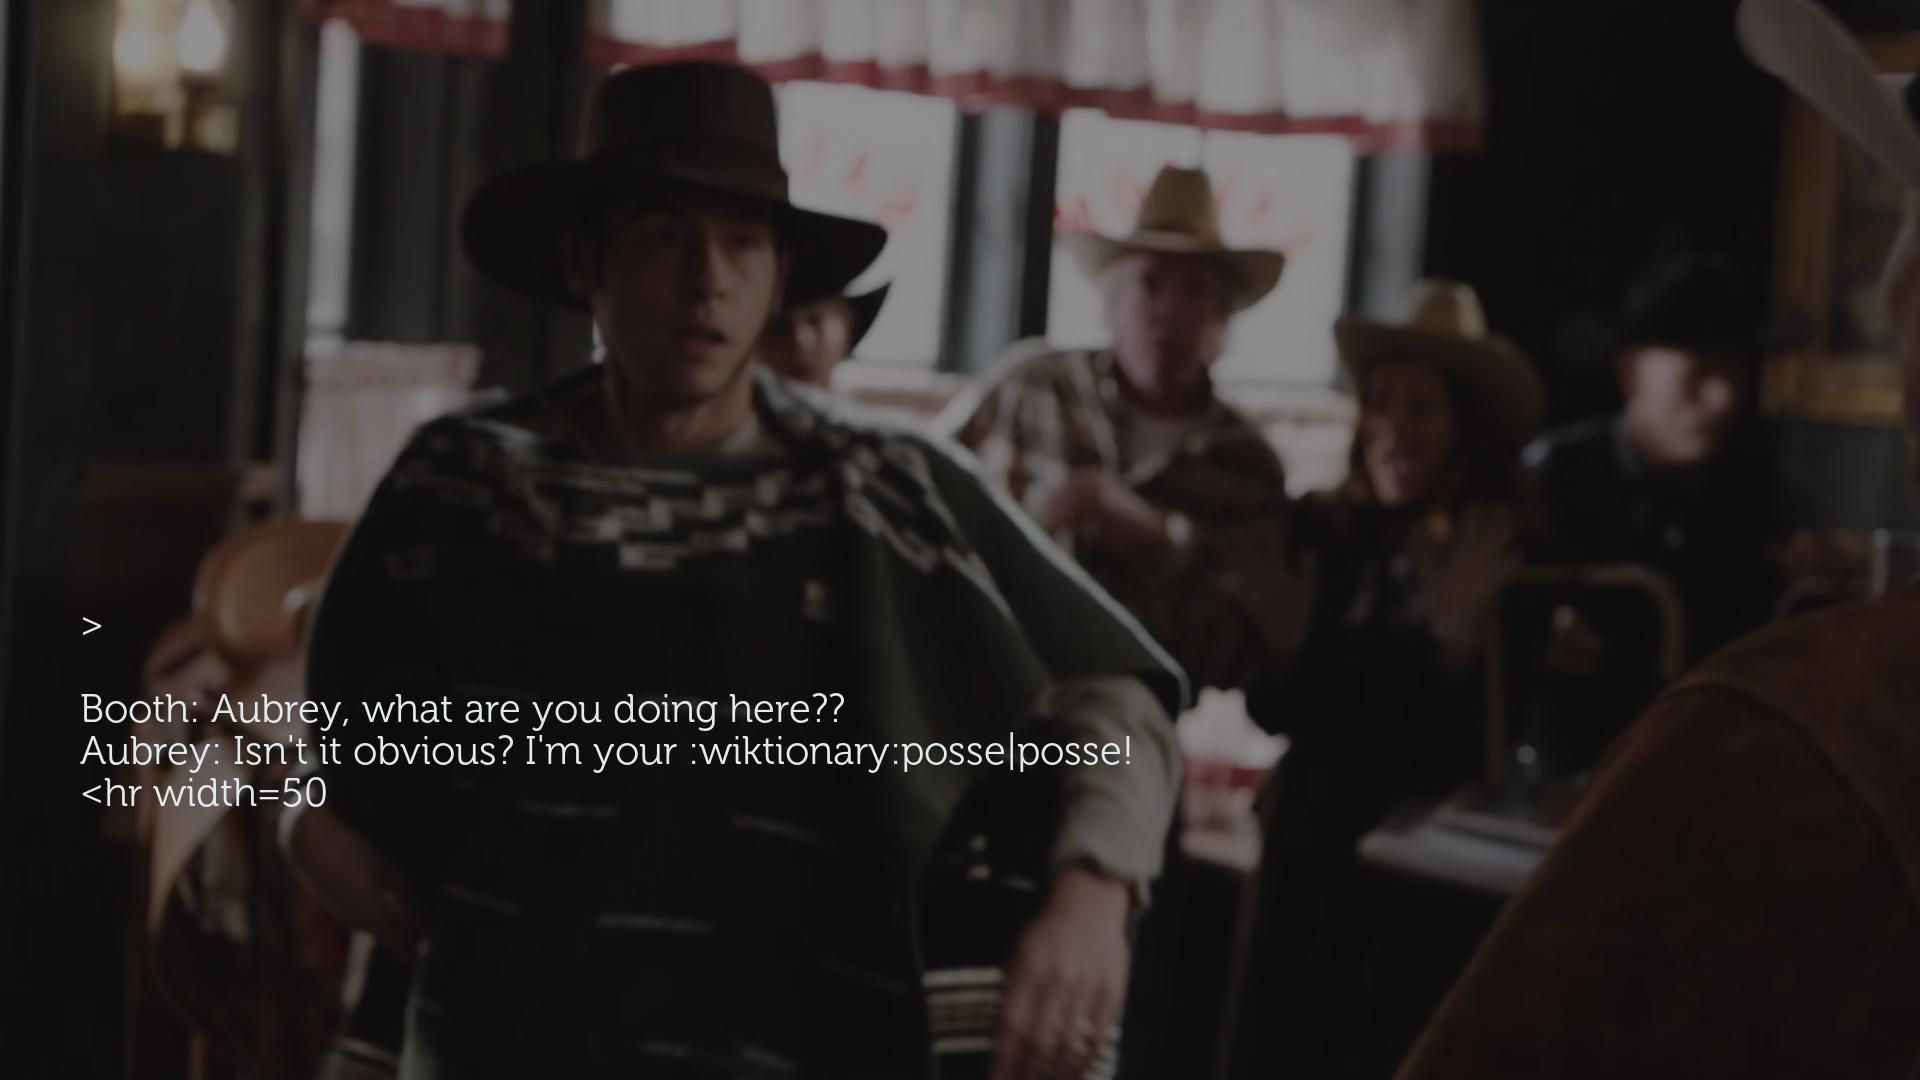 >
Booth: Aubrey, what are you doing here??
Aubrey: Isn't it obvious? I'm your :wiktionary:posse|posse!
<hr width=50